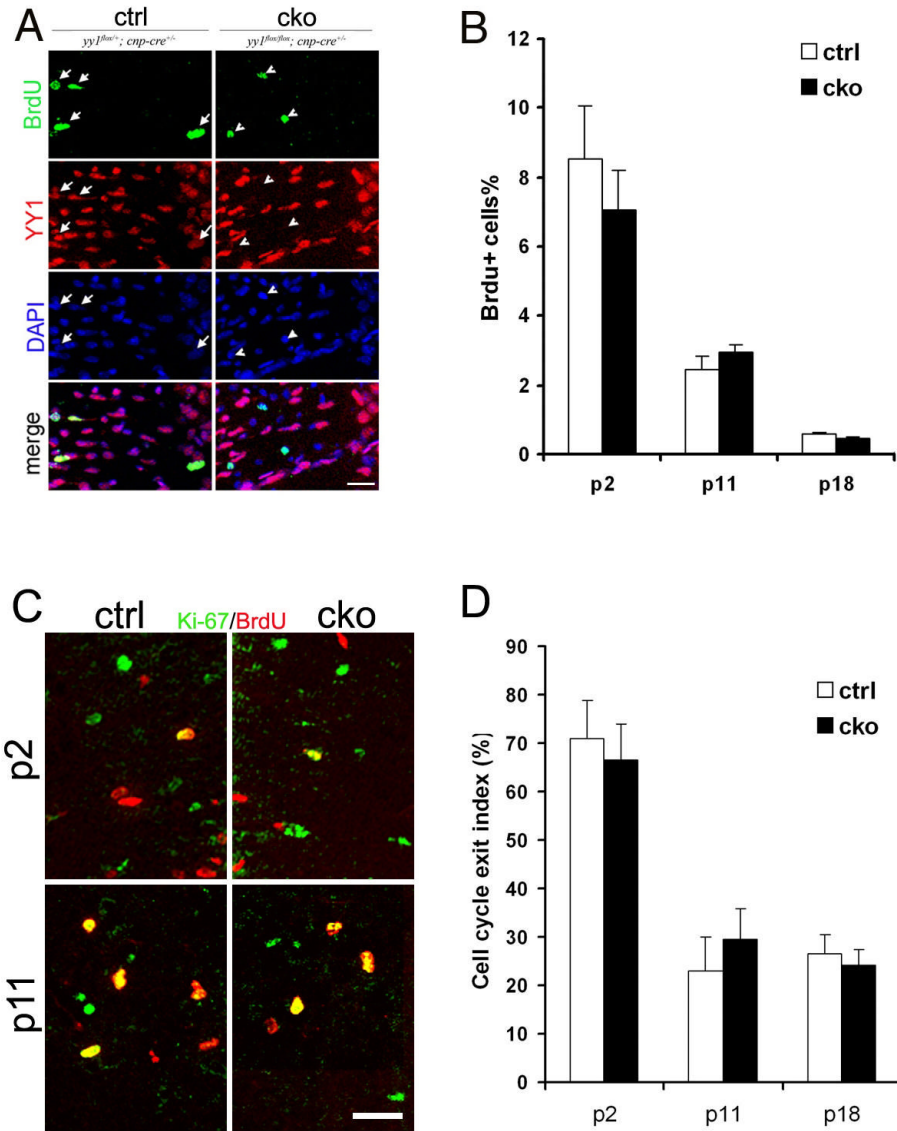 A
ctrl
cko
yy1flox/+; cnp-cre+/-
yy1flox/flox; cnp-cre+/-
BrdU
YY1
DAPI
merge
B
Brdu+ cells%
12
10
8
6
4
2
0
ctrl
cko
p2
p11
p18
C
ctrl
Ki-67/BrdU
cko
p2
p11
D
Cell cycle exit index (%)
90
80
70
60
50
40
30
20
10
0
ctrl
cko
p2
p11
p18